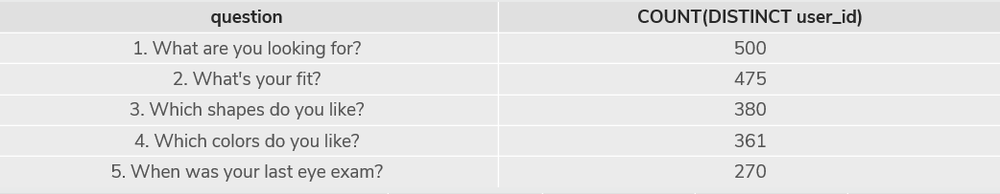 question COUNT(DISTINCT user_id)
1. What are you looking for? 500
2. What's your fit? 475
3. Which shapes do you like? 380
4. Which colors do you like? 361
5. When was your last eye exam? 270